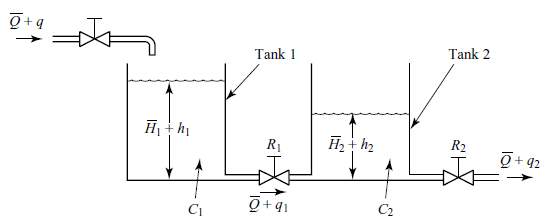 Q̅ + q
Tank 1
Tank 2
H̅₁ + h₁
R₁
H̅₂ + h₂
R₂
Q̅ + q₂
C₁
Q̅ + q₁
C₂